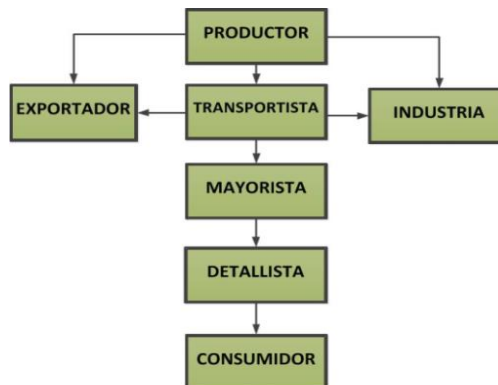 PRODUCTOR
EXPORTADOR
TRANSPORTISTA
INDUSTRIA
MAYORISTA
DETALLISTA
CONSUMIDOR